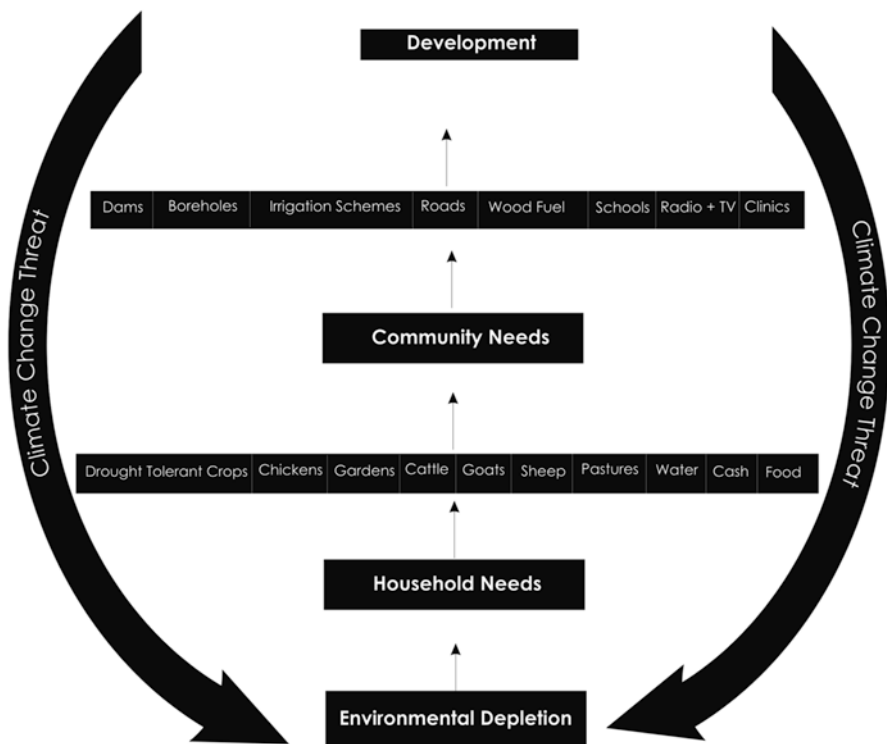 Development
Dams Boreholes Irrigation Schemes Roads Wood Fuel Schools Radio + TV Clinics
Climate Change Threat
Climate Change Threat
Community Needs
Drought Tolerant Crops Chickens Gardens Cattle Goats Sheep Pastures Water Cash Food
Household Needs
Environmental Depletion